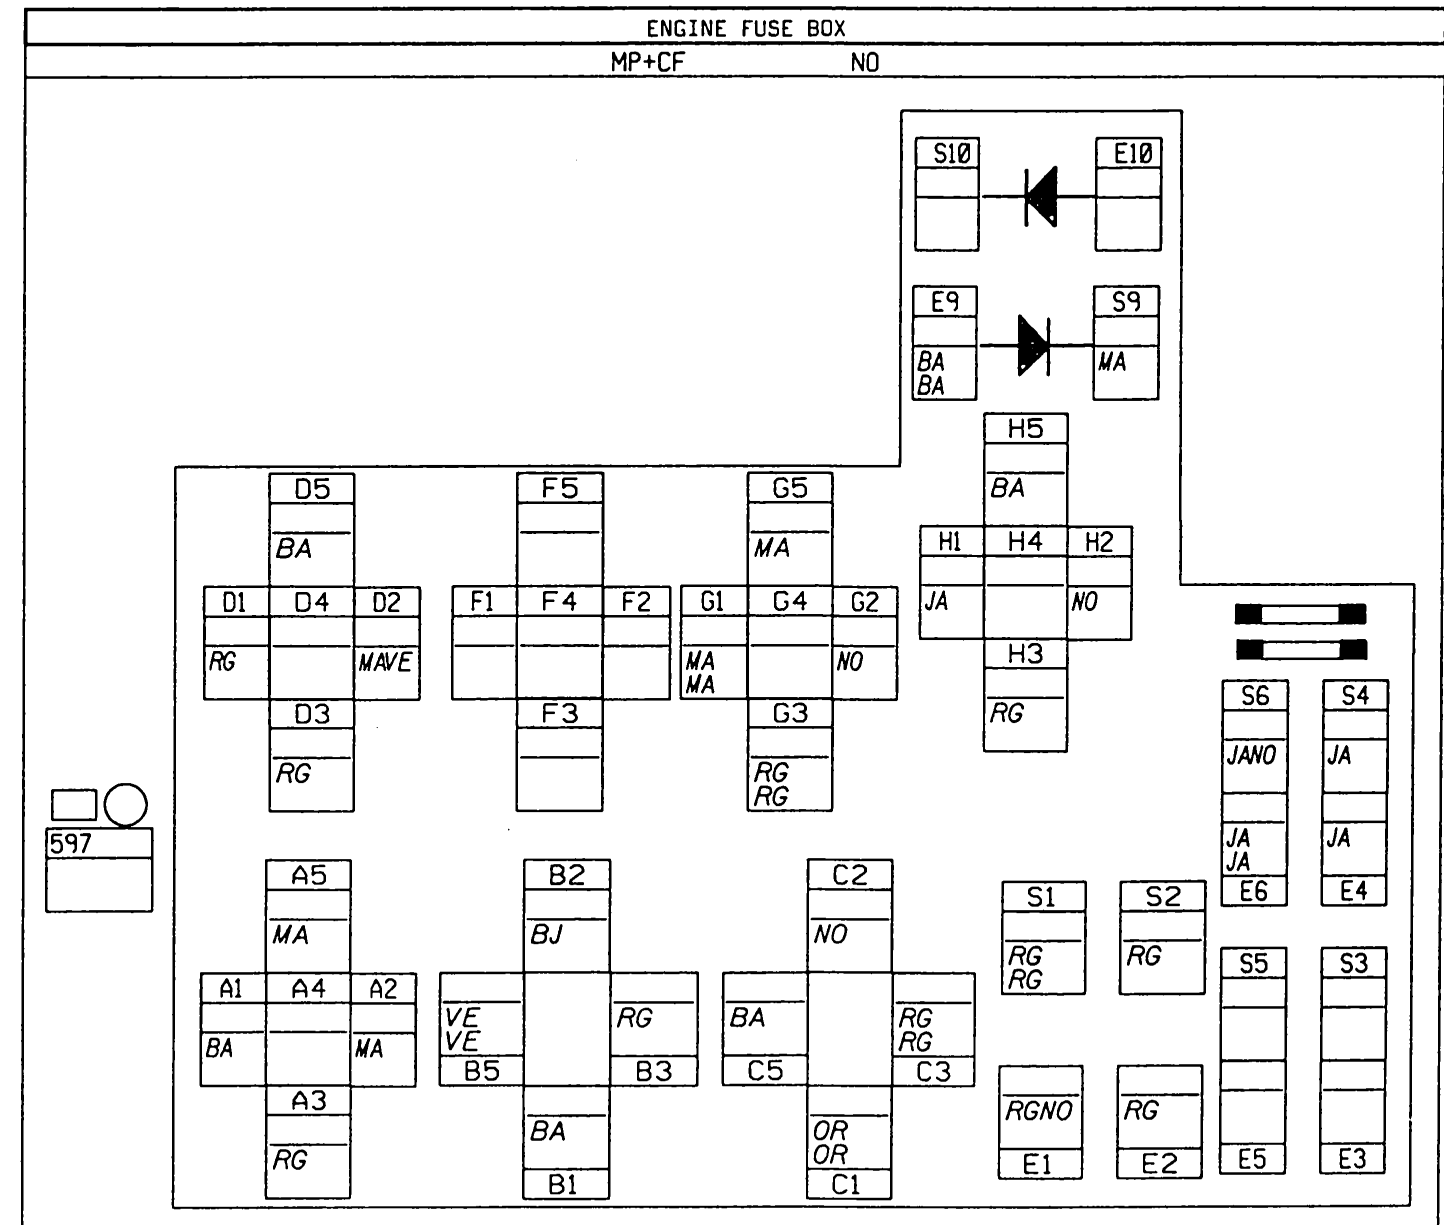 ENGINE FUSE BOX
MP+CF NO
S10 E10
E9 S9
BA MA
BA
H5
BA
H1 H4 H2
JA NO
H3
RG
D5 F5 G5
BA MA
D1 D4 D2 F1 F4 F2 G1 G4 G2
RG MAVE MA NO
MA
D3 F3 G3
RG RG
RG
S6 S4
JANO JA
JA JA
JA
E6 E4
597
A5 B2 C2
MA BJ NO
S1 S2
RG RG
RG
S5 S3
A1 A4 A2
BA MA
VE RG BA RG
VE RG
B5 B3 C5 C3
A3
RG
BA OR
OR
B1 C1
RGNO RG
E1 E2 E5 E3